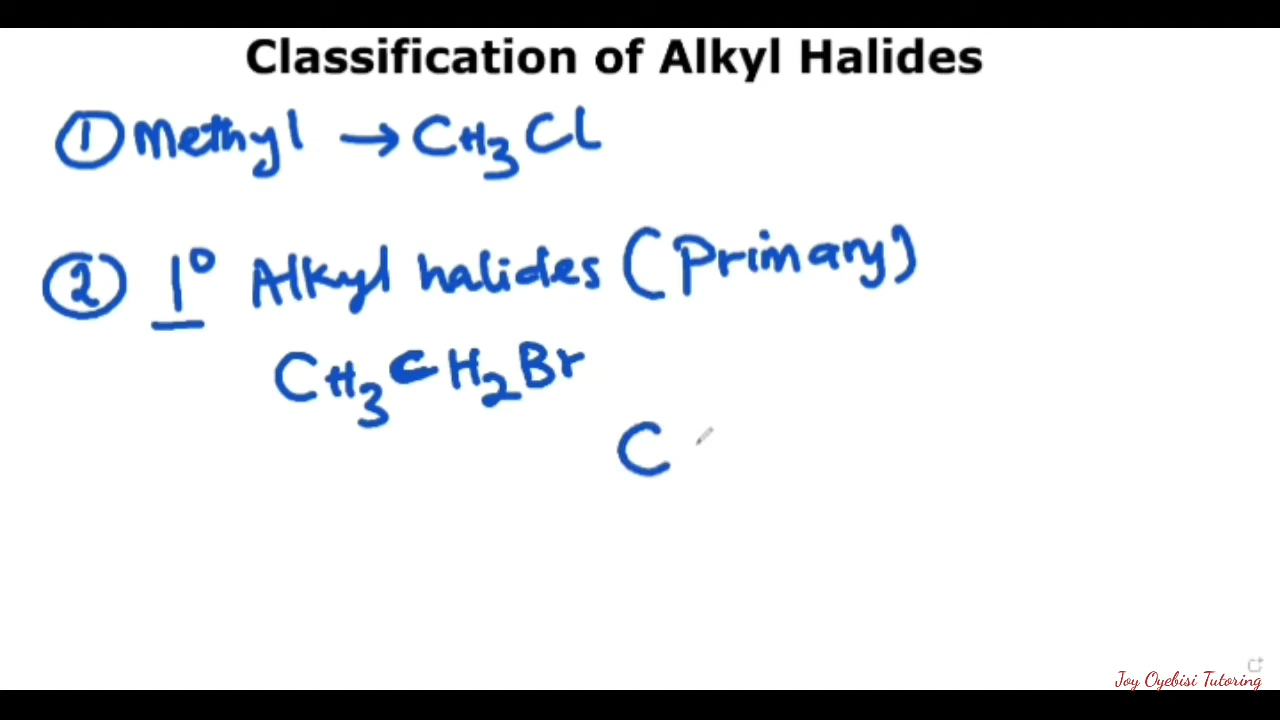 Classification of Alkyl Halides
① Methyl → CH₃Cl
② 1° Alkyl halides (Primary)
CH₃CH₂Br
C
Joy Oyebisi Tutoring